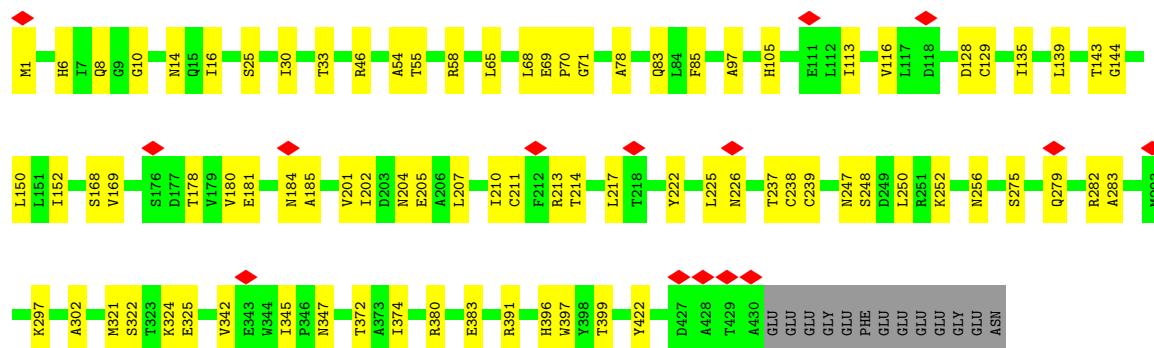 M1 H6 I7 Q8 G9 G10 N14 Q15 I16 S25 I30 T33 R46 A54 T55 R58 L65 L68 E69 P70 G71 A78 Q83 L84 F85 A97 H105 E111 L112 I113 V116 L117 D118 D128 C129 I135 L139 T143 G144
L150 L151 I152 S168 V169 S176 D177 T178 V179 V180 E181 N184 A185 V201 I202 D203 N204 E205 A206 L207 I210 C211 F212 R213 T214 L217 T218 Y222 L225 N226 T237 C238 C239 N247 S248 D249 L250 R251 K252 N256 S275 Q279 R282 A283
K297 A302 M321 S322 T323 K324 E325 V342 E343 W344 I345 P346 N347 T372 A373 I374 R380 E383 R391 H396 W397 Y398 T399 Y422 D427 A428 T429 A430 GLU GLU GLU GLY GLU PHE GLU GLU GLU GLU GLY GLU ASN